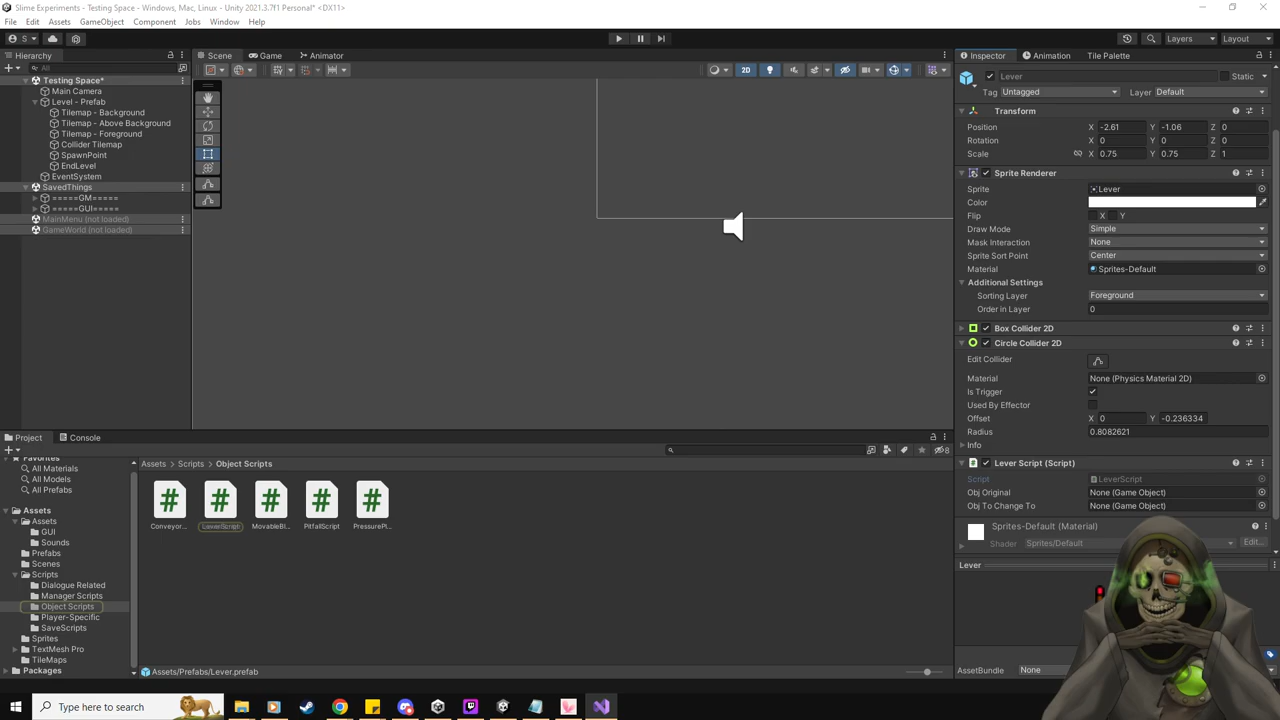 Slime Experiments - Testing Space - Windows, Mac, Linux - Unity 2021.3.7f1 Personal* <DX11>
File Edit Assets GameObject Component Jobs Window Help
S
Layers Layout
Hierarchy
All
Testing Space*
Main Camera
Level - Prefab
Tilemap - Background
Tilemap - Above Background
Tilemap - Foreground
Collider Tilemap
SpawnPoint
EndLevel
EventSystem
SavedThings
=====GM=====
=====GUI=====
MainMenu (not loaded)
GameWorld (not loaded)
Scene Game Animator
2D
Project Console
8
Favorites
All Materials
All Models
All Prefabs
Assets
Assets
GUI
Sounds
Prefabs
Scenes
Scripts
Dialogue Related
Manager Scripts
Object Scripts
Player-Specific
SaveScripts
Sprites
TextMesh Pro
TileMaps
Packages
Assets Scripts Object Scripts
Conveyor... LeverScript MovableBl... PitfallScript PressurePl...
Assets/Prefabs/Lever.prefab
Inspector Animation Tile Palette
Lever Static
Tag Untagged Layer Default
Transform
Position X -2.61 Y -1.06 Z 0
Rotation X 0 Y 0 Z 0
Scale X 0.75 Y 0.75 Z 1
Sprite Renderer
Sprite Lever
Color
Flip X Y
Draw Mode Simple
Mask Interaction None
Sprite Sort Point Center
Material Sprites-Default
Additional Settings
Sorting Layer Foreground
Order in Layer 0
Box Collider 2D
Circle Collider 2D
Edit Collider
Material None (Physics Material 2D)
Is Trigger
Used By Effector
Offset X 0 Y -0.236334
Radius 0.8082621
Info
Lever Script (Script)
Script LeverScript
Obj Original None (Game Object)
Obj To Change To None (Game Object)
Sprites-Default (Material)
Shader Sprites/Default Edit...
Lever
AssetBundle None
Type here to search